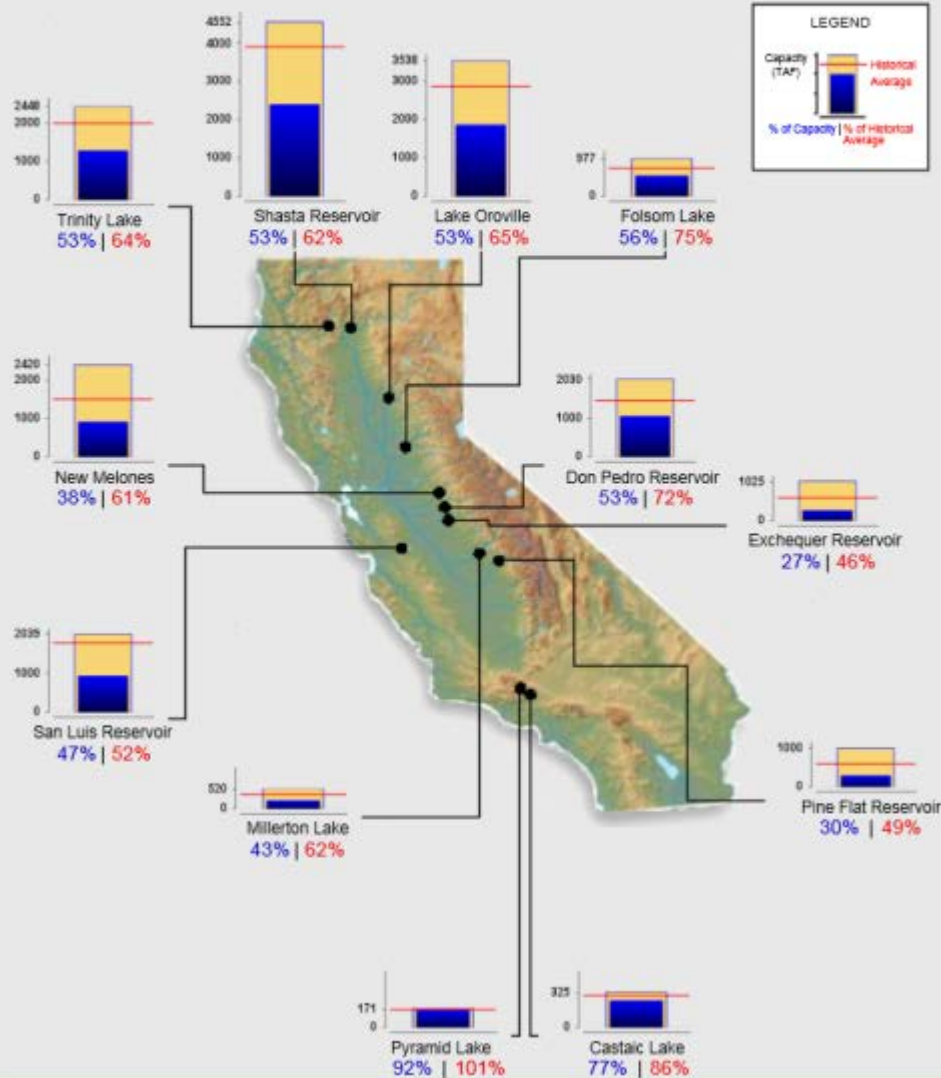 LEGEND
Capacity
(TAF)
Historical
Average
% of Capacity | % of Historical
Average
4552
4000
3000
2000
1000
0
Shasta Reservoir
53% | 62%
3538
3000
2000
1000
0
Lake Oroville
53% | 65%
2448
2000
1000
0
Trinity Lake
53% | 64%
977
0
Folsom Lake
56% | 75%
2420
2000
1000
0
New Melones
38% | 61%
2030
1000
0
Don Pedro Reservoir
53% | 72%
1025
0
Exchequer Reservoir
27% | 46%
2039
1000
0
San Luis Reservoir
47% | 52%
520
0
Millerton Lake
43% | 62%
1000
0
Pine Flat Reservoir
30% | 49%
171
0
Pyramid Lake
92% | 101%
325
0
Castaic Lake
77% | 86%